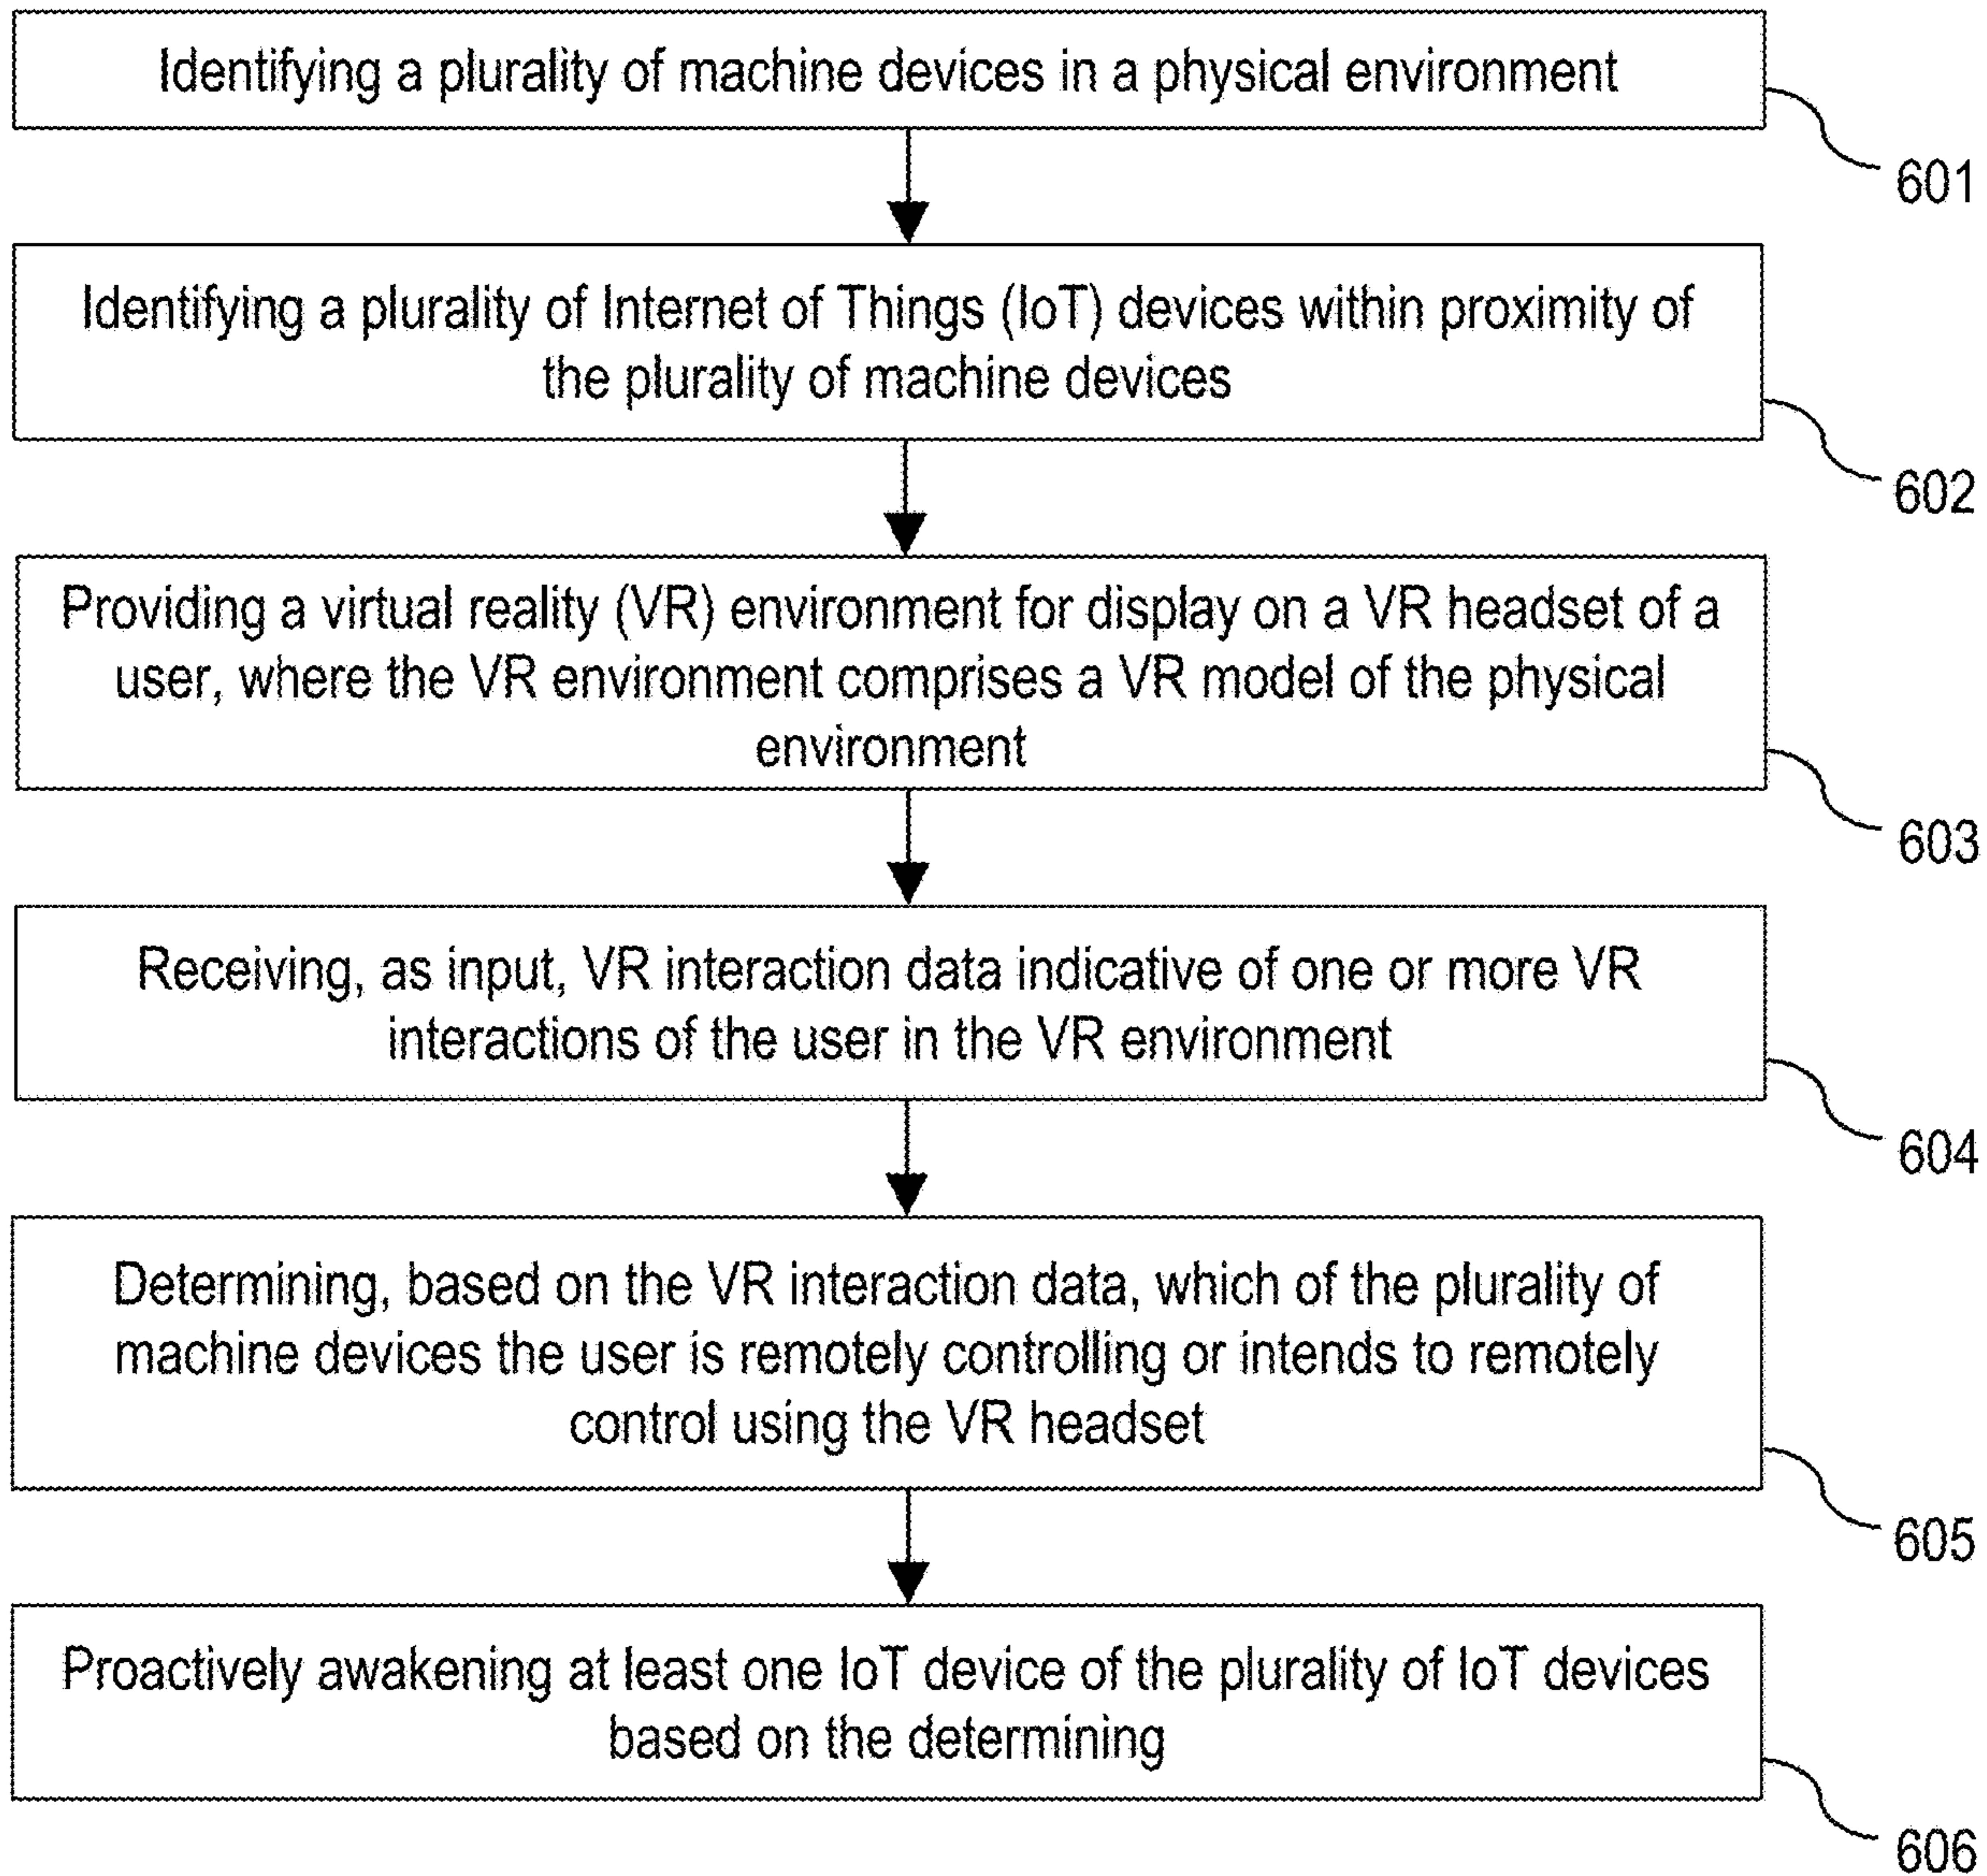 Identifying a plurality of machine devices in a physical environment
601
Identifying a plurality of Internet of Things (IoT) devices within proximity of
the plurality of machine devices
602
Providing a virtual reality (VR) environment for display on a VR headset of a
user, where the VR environment comprises a VR model of the physical
environment
603
Receiving, as input, VR interaction data indicative of one or more VR
interactions of the user in the VR environment
604
Determining, based on the VR interaction data, which of the plurality of
machine devices the user is remotely controlling or intends to remotely
control using the VR headset
605
Proactively awakening at least one IoT device of the plurality of IoT devices
based on the determining
606